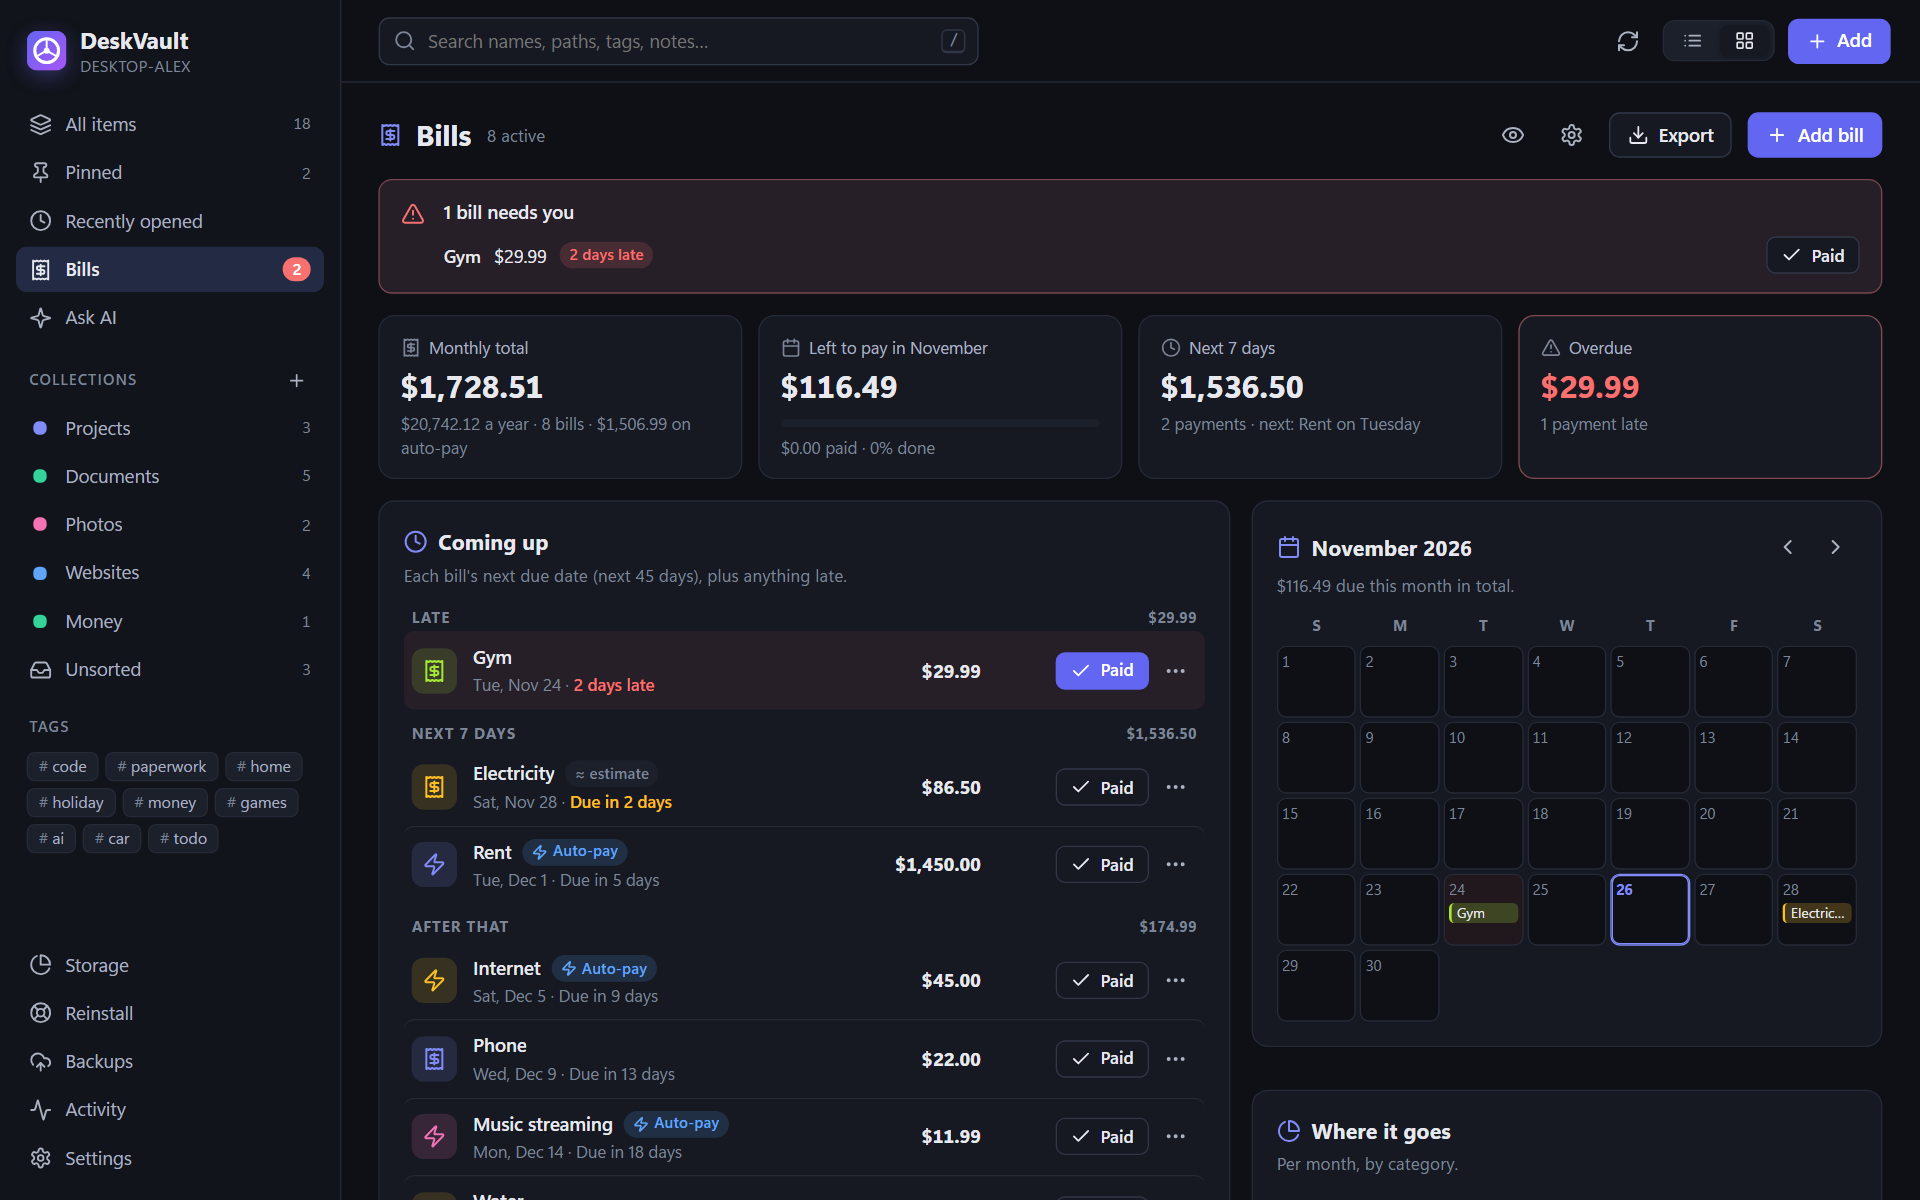 DeskVault
DESKTOP-ALEX
All items 18
Pinned 2
Recently opened
Bills 2
Ask AI
COLLECTIONS
Projects 3
Documents 5
Photos 2
Websites 4
Money 1
Unsorted 3
TAGS
# code # paperwork # home
# holiday # money # games
# ai # car # todo
Storage
Reinstall
Backups
Activity
Settings
Search names, paths, tags, notes... /
Add
Bills 8 active
Export
Add bill
1 bill needs you
Gym $29.99 2 days late
Paid
Monthly total
$1,728.51
$20,742.12 a year · 8 bills · $1,506.99 on
auto-pay
Left to pay in November
$116.49
$0.00 paid · 0% done
Next 7 days
$1,536.50
2 payments · next: Rent on Tuesday
Overdue
$29.99
1 payment late
Coming up
Each bill's next due date (next 45 days), plus anything late.
LATE $29.99
Gym
Tue, Nov 24 · 2 days late
$29.99
Paid
NEXT 7 DAYS $1,536.50
Electricity ≈ estimate
Sat, Nov 28 · Due in 2 days
$86.50
Paid
Rent Auto-pay
Tue, Dec 1 · Due in 5 days
$1,450.00
Paid
AFTER THAT $174.99
Internet Auto-pay
Sat, Dec 5 · Due in 9 days
$45.00
Paid
Phone
Wed, Dec 9 · Due in 13 days
$22.00
Paid
Music streaming Auto-pay
Mon, Dec 14 · Due in 18 days
$11.99
Paid
November 2026
$116.49 due this month in total.
S M T W T F S
1 2 3 4 5 6 7
8 9 10 11 12 13 14
15 16 17 18 19 20 21
22 23 24 25 26 27 28
Gym Electric...
29 30
Where it goes
Per month, by category.